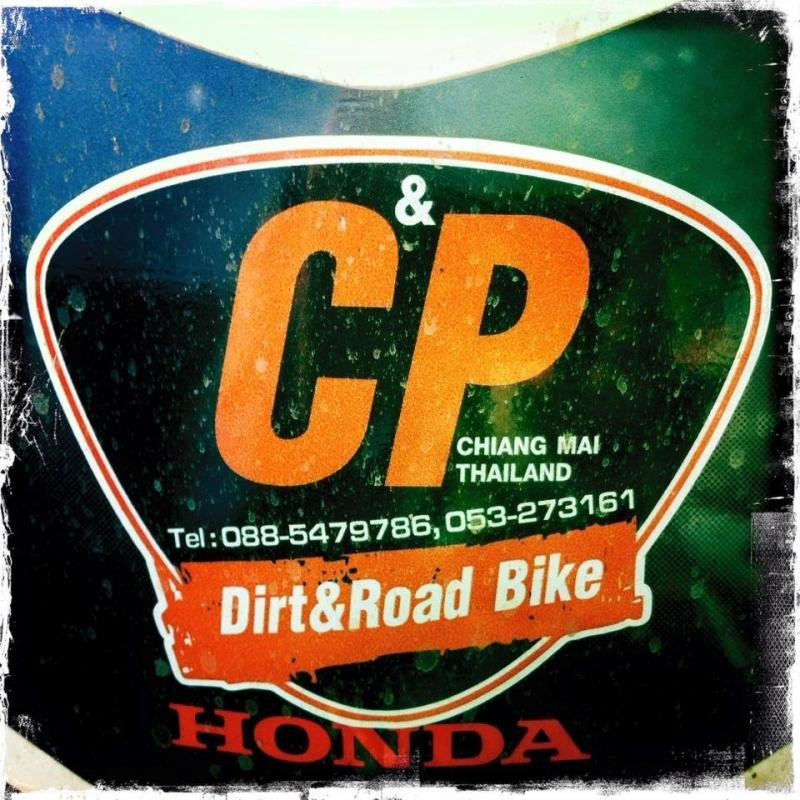 C&P
CHIANG MAI
THAILAND
Tel:088-5479786,053-273161
Dirt&Road Bike
HONDA